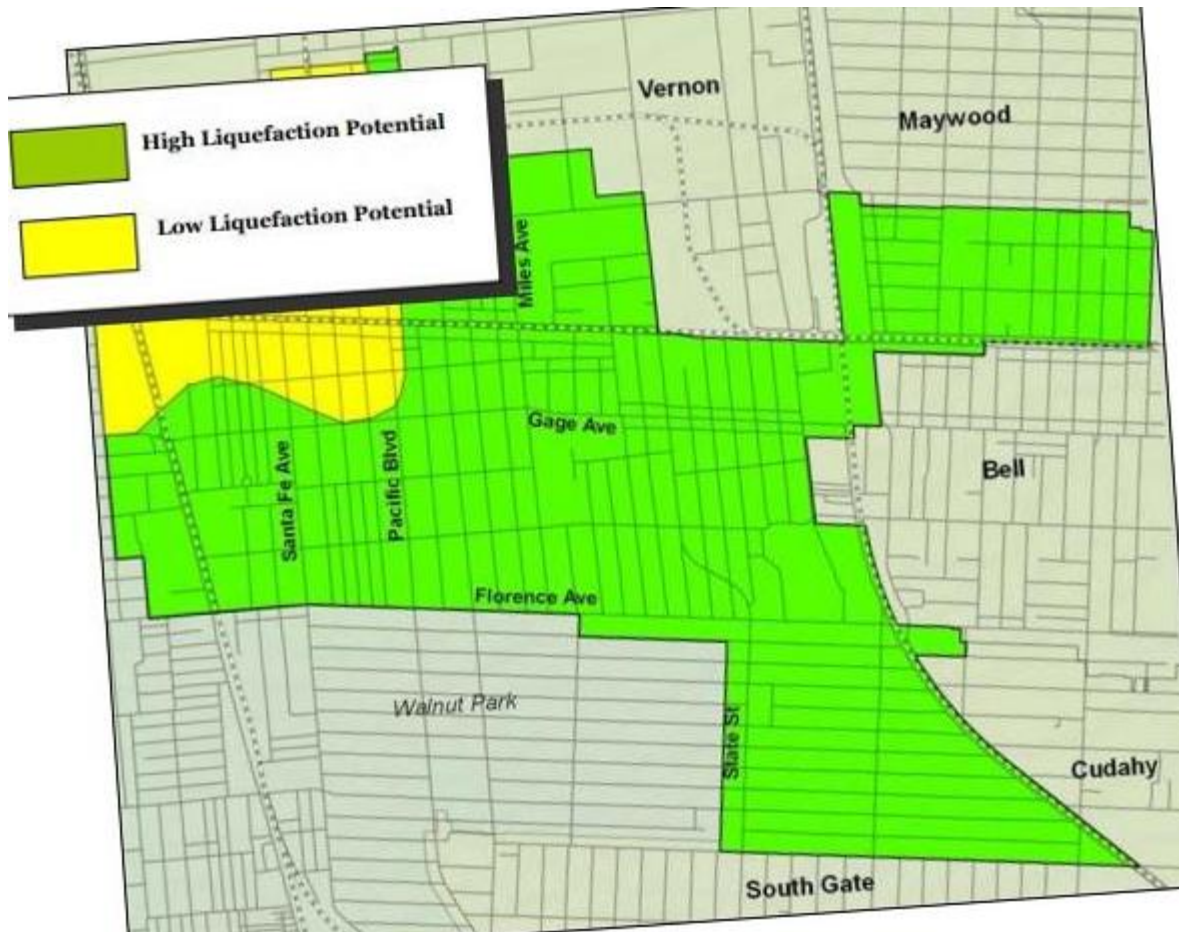 Vernon
Maywood
High Liquefaction Potential
Low Liquefaction Potential
Miles Ave
Gage Ave
Bell
Santa Fe Ave
Pacific Blvd
Florence Ave
Walnut Park
State St
Cudahy
South Gate